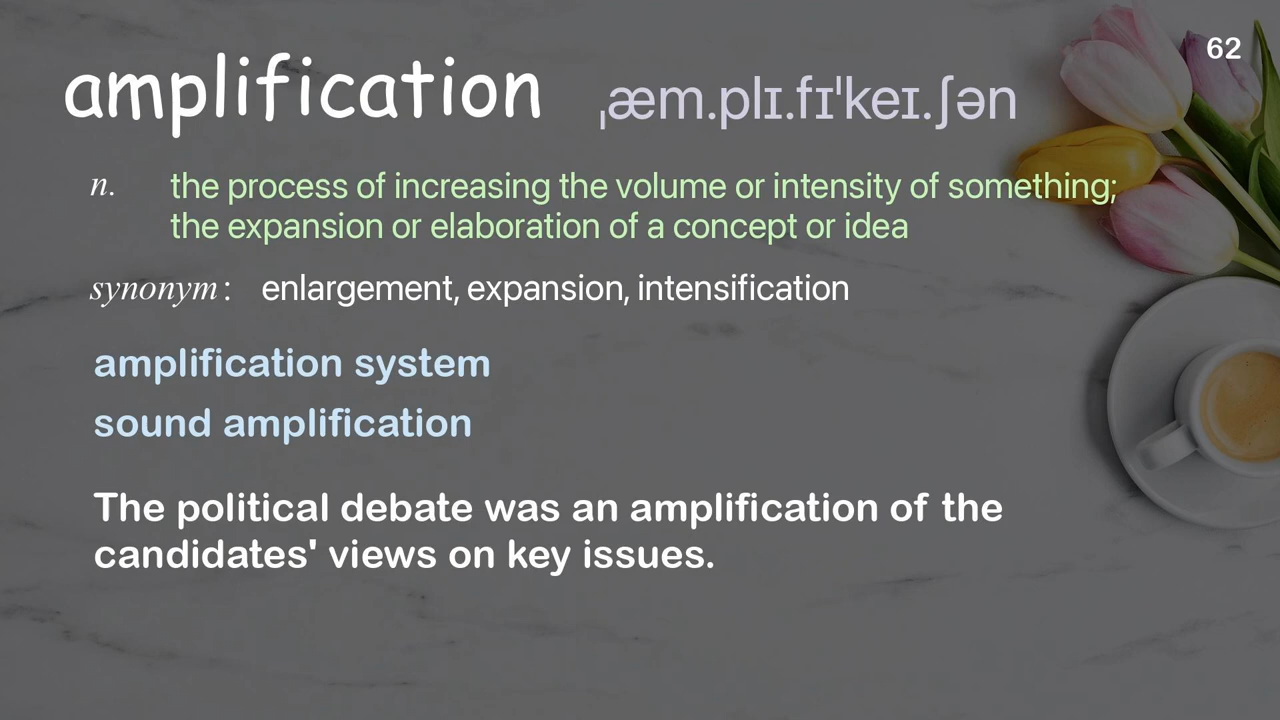 62
amplification ˌæm.plɪ.fɪˈkeɪ.ʃən
n. the process of increasing the volume or intensity of something;
the expansion or elaboration of a concept or idea
synonym: enlargement, expansion, intensification
amplification system
sound amplification
The political debate was an amplification of the
candidates' views on key issues.